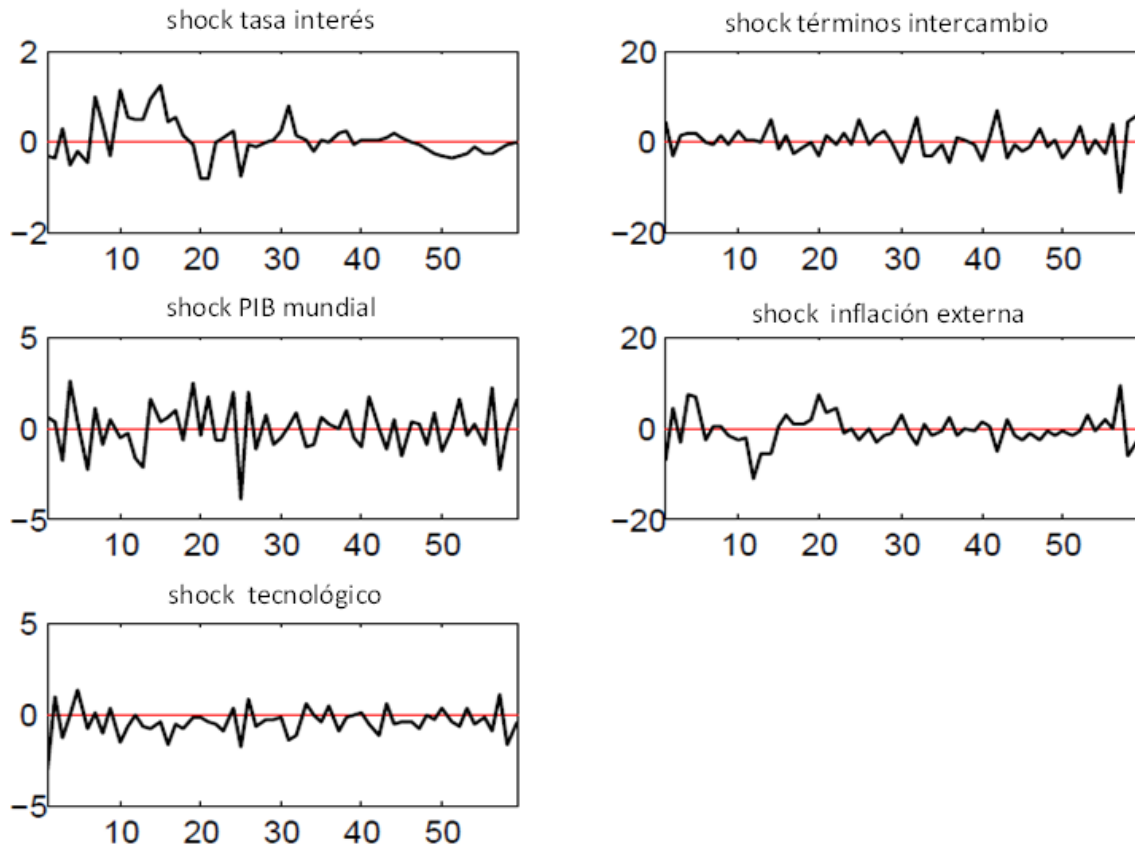 shock tasa interés
2
0
−2
10 20 30 40 50
shock términos intercambio
20
0
−20
10 20 30 40 50
shock PIB mundial
5
0
−5
10 20 30 40 50
shock inflación externa
20
0
−20
10 20 30 40 50
shock tecnológico
5
0
−5
10 20 30 40 50